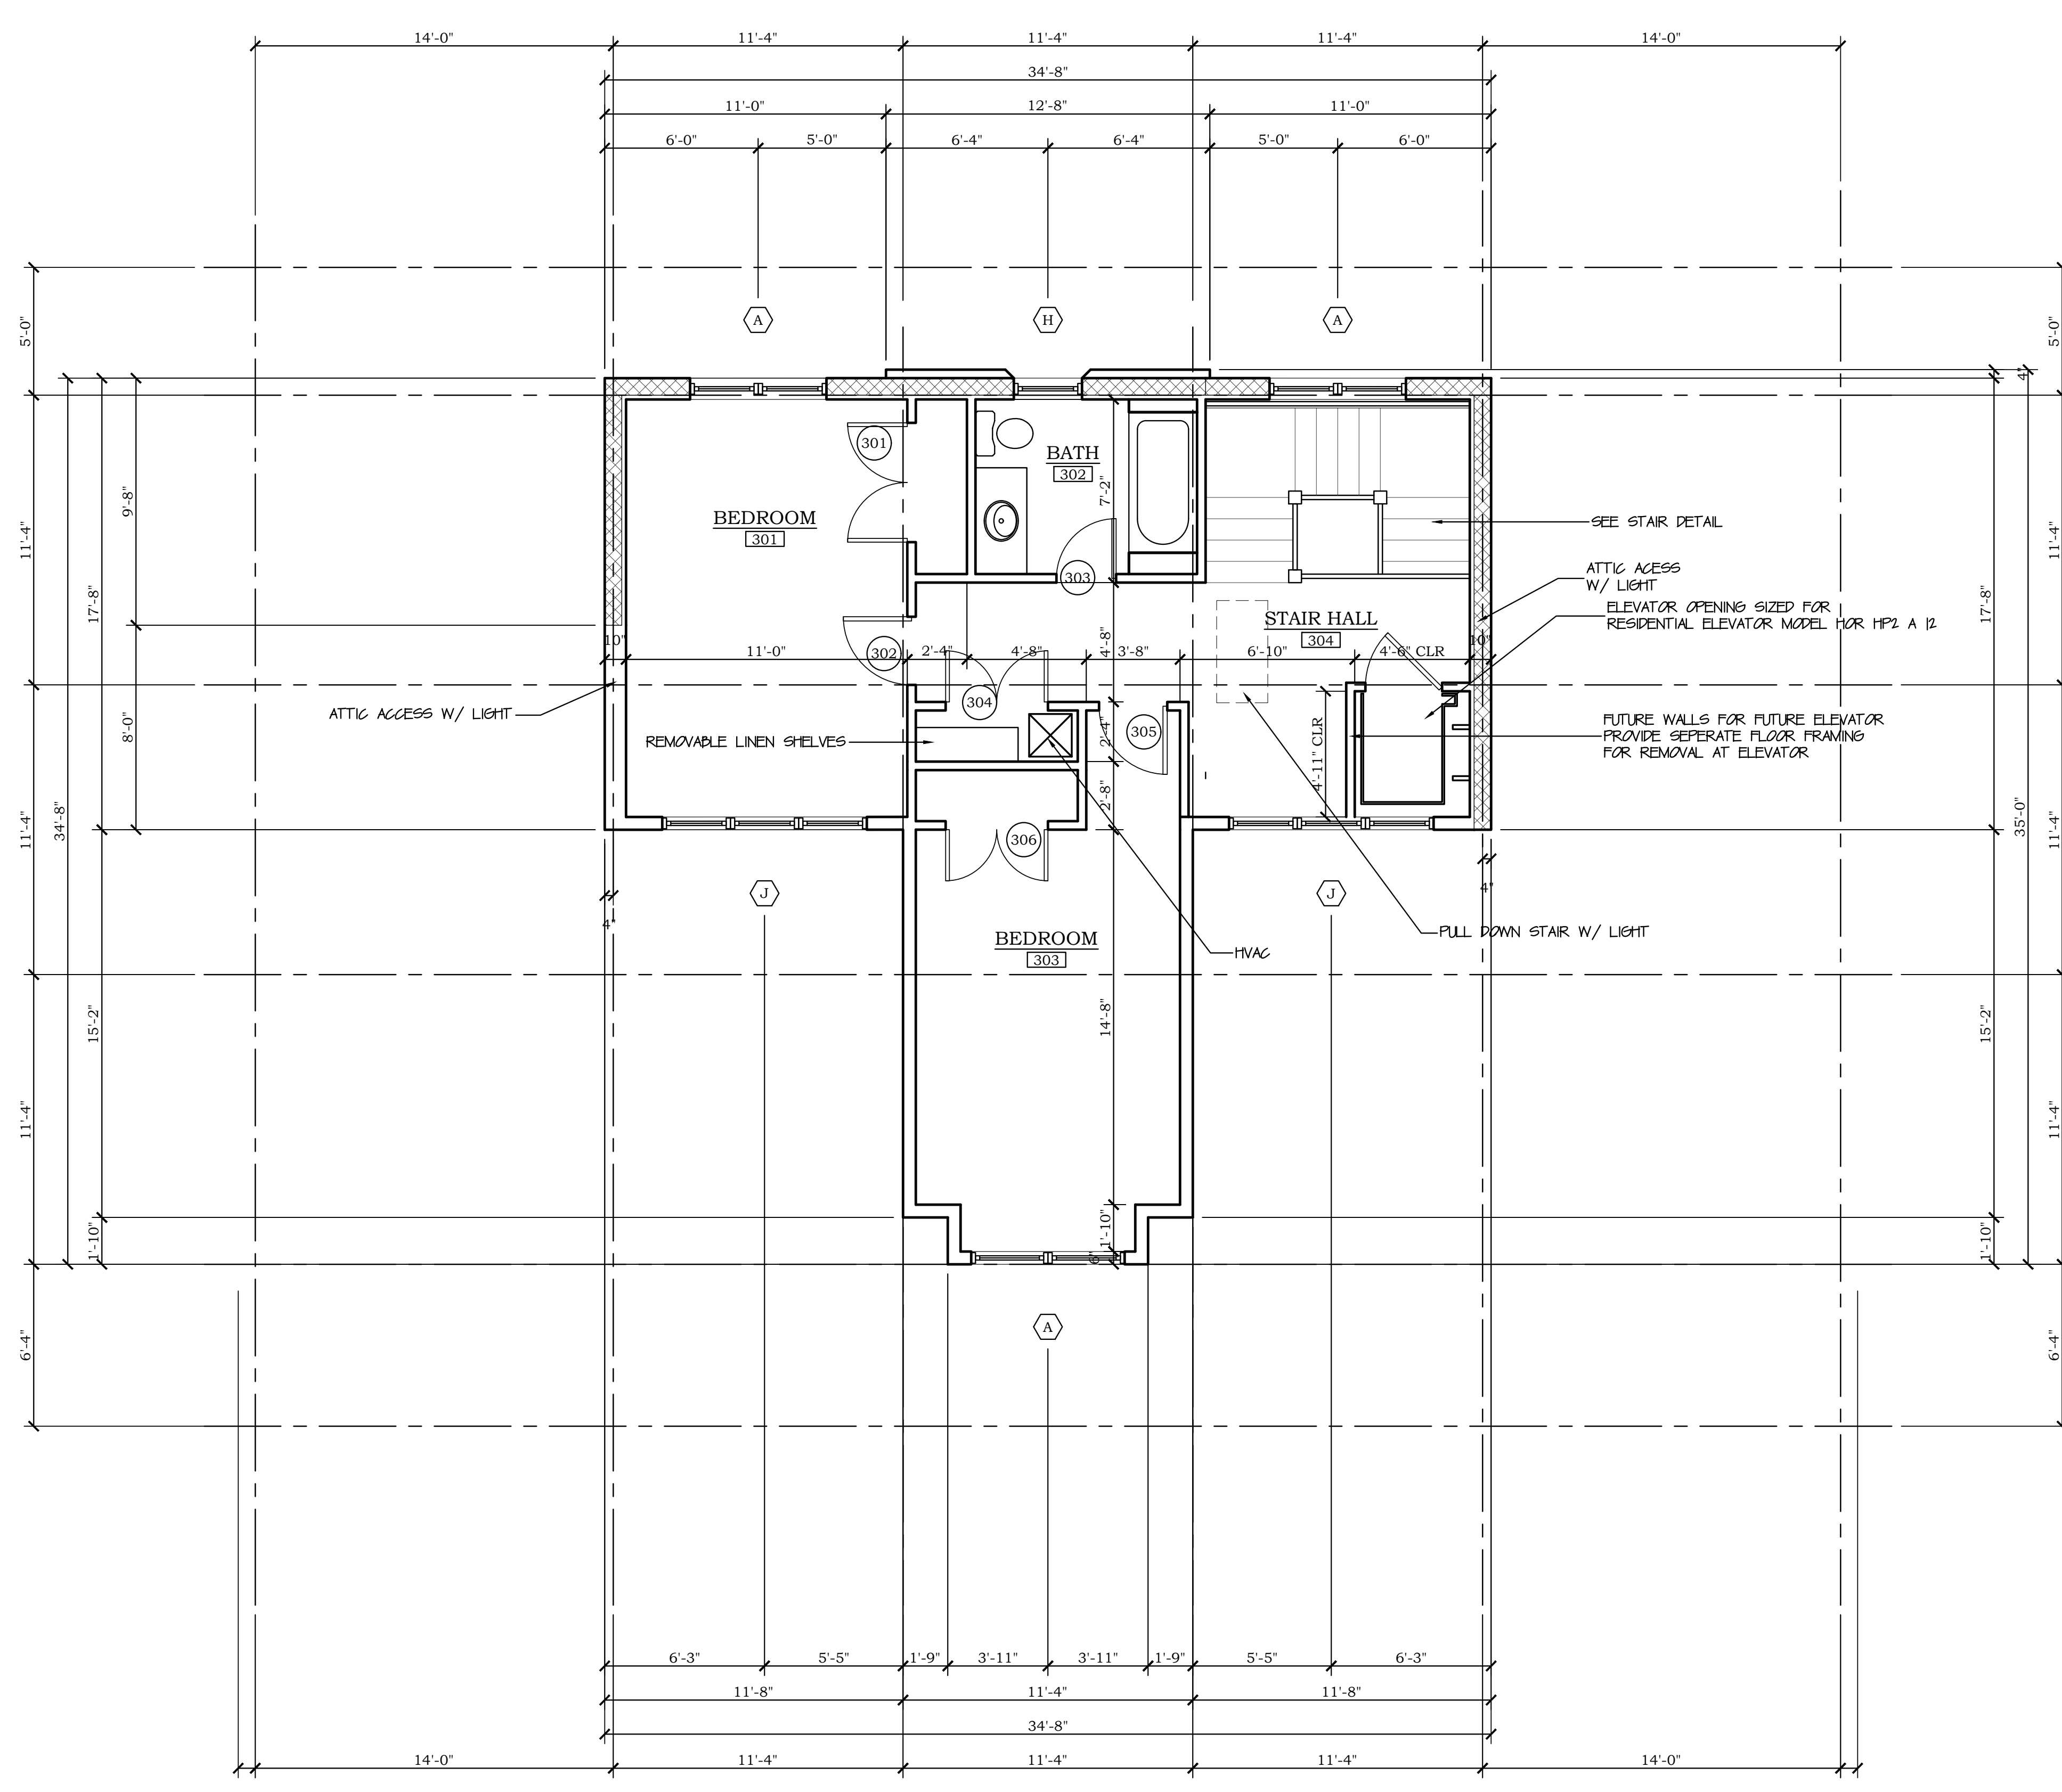 14'-0" 11'-4" 11'-4" 11'-4" 14'-0"
34'-8"
11'-0" 12'-8" 11'-0"
6'-0" 5'-0" 6'-4" 6'-4" 5'-0" 6'-0"
A H A
5'-0"
11'-4"
11'-4"
11'-4"
6'-4"
34'-8"
17'-8"
15'-2"
1'-10"
9'-8"
8'-0"
BEDROOM
301
BATH
302
7'-2"
STAIR HALL
304
301
302
303
304
305
306
10" 11'-0" 2'-4" 4'-8" 3'-8" 6'-10" 4'-6" CLR 10"
4'-8"
2'-4"
2'-8"
14'-8"
1'-10"
6"
4'-11" CLR
SEE STAIR DETAIL
ATTIC ACESS
W/ LIGHT
ELEVATOR OPENING SIZED FOR
RESIDENTIAL ELEVATOR MODEL HOR HP2 A 12
FUTURE WALLS FOR FUTURE ELEVATOR
PROVIDE SEPERATE FLOOR FRAMING
FOR REMOVAL AT ELEVATOR
ATTIC ACCESS W/ LIGHT
REMOVABLE LINEN SHELVES
PULL DOWN STAIR W/ LIGHT
HVAC
BEDROOM
303
J J
4" 4"
A
5'-0"
11'-4"
11'-4"
11'-4"
6'-4"
4"
35'-0"
17'-8"
15'-2"
1'-10"
6'-3" 5'-5" 1'-9" 3'-11" 3'-11" 1'-9" 5'-5" 6'-3"
11'-8" 11'-4" 11'-8"
34'-8"
14'-0" 11'-4" 11'-4" 11'-4" 14'-0"